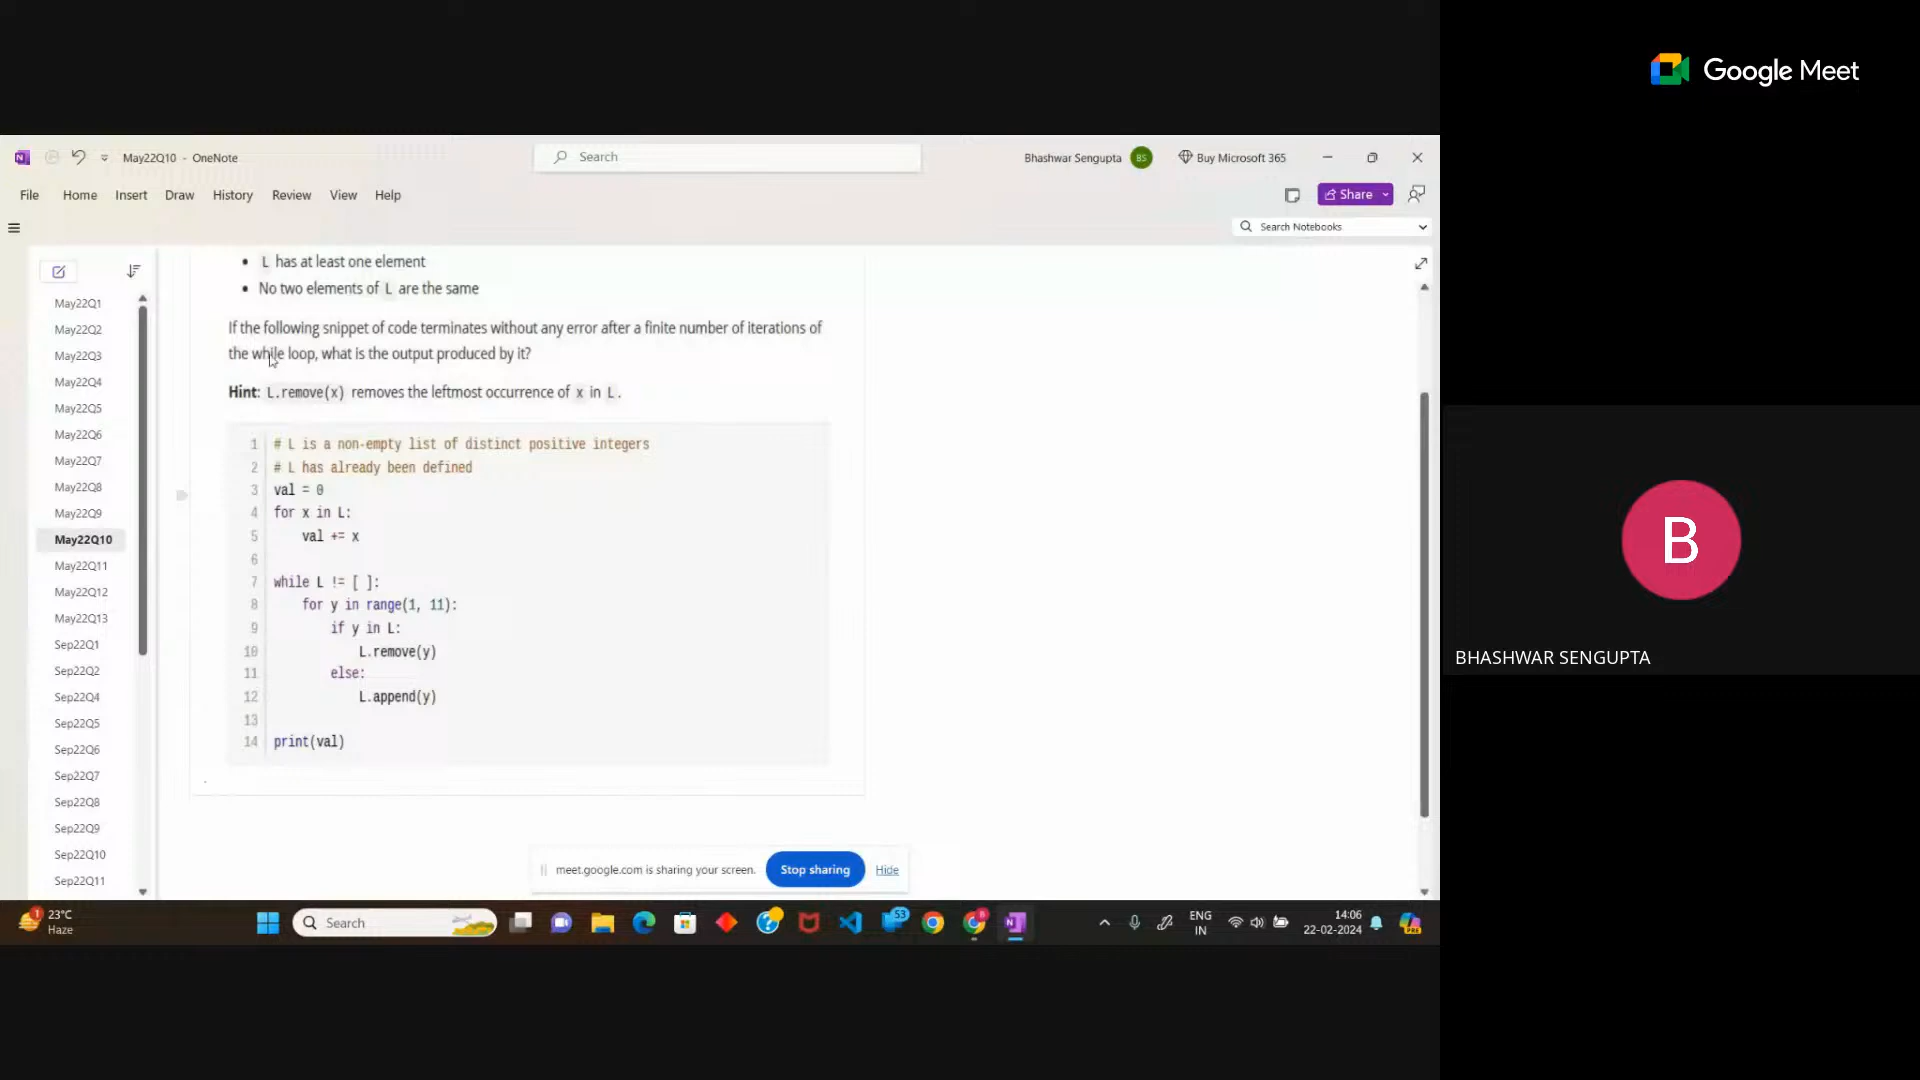 Google Meet
May22Q10 - OneNote
Search
Bhashwar Sengupta
BS
Buy Microsoft 365
File Home Insert Draw History Review View Help
Share
Search Notebooks
May22Q1
May22Q2
May22Q3
May22Q4
May22Q5
May22Q6
May22Q7
May22Q8
May22Q9
May22Q10
May22Q11
May22Q12
May22Q13
Sep22Q1
Sep22Q2
Sep22Q4
Sep22Q5
Sep22Q6
Sep22Q7
Sep22Q8
Sep22Q9
Sep22Q10
Sep22Q11
• L has at least one element
• No two elements of L are the same
If the following snippet of code terminates without any error after a finite number of iterations of
the while loop, what is the output produced by it?
Hint: L.remove(x) removes the leftmost occurrence of x in L.
1 # L is a non-empty list of distinct positive integers
2 # L has already been defined
3 val = 0
4 for x in L:
5     val += x
6
7 while L != [ ]:
8     for y in range(1, 11):
9         if y in L:
10             L.remove(y)
11         else:
12             L.append(y)
13
14 print(val)
meet.google.com is sharing your screen.
Stop sharing
Hide
B
BHASHWAR SENGUPTA
1
23°C
Haze
Search
53
ENG
IN
14:06
22-02-2024
PRE